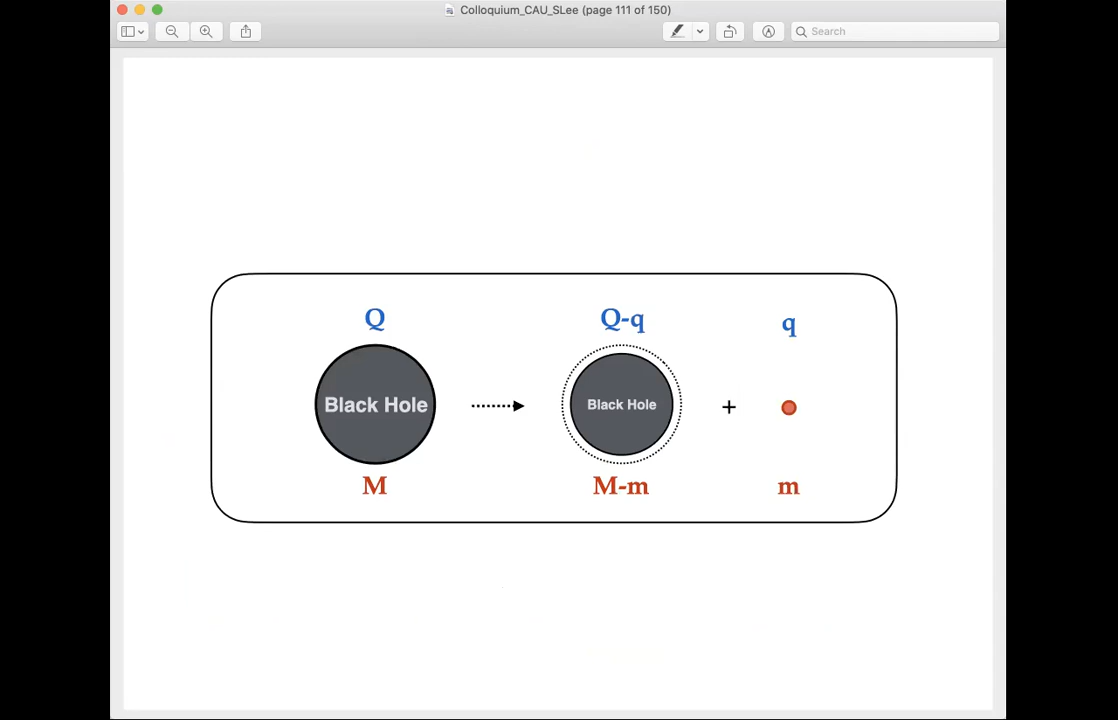 Colloquium_CAU_SLee (page 111 of 150)
Search
Q
Q-q
q
Black Hole
Black Hole
+
M
M-m
m